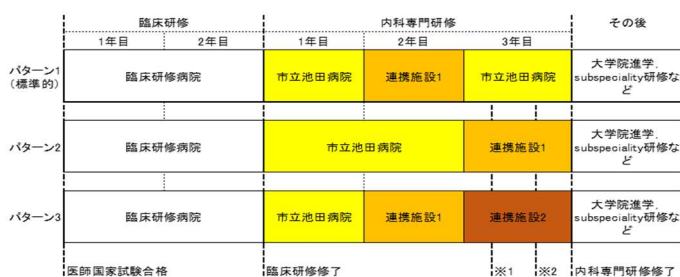 臨床研修 内科専門研修 その後
1年目 2年目 1年目 2年目 3年目
パターン1
(標準的)
臨床研修病院 市立池田病院 連携施設1 市立池田病院
大学院進学,
subspeciality研修な
ど
パターン2 臨床研修病院 市立池田病院 連携施設1
大学院進学,
subspeciality研修な
ど
パターン3 臨床研修病院 市立池田病院 連携施設1 連携施設2
大学院進学,
subspeciality研修な
ど
医師国家試験合格 臨床研修修了 ※1 ※2 内科専門研修修了